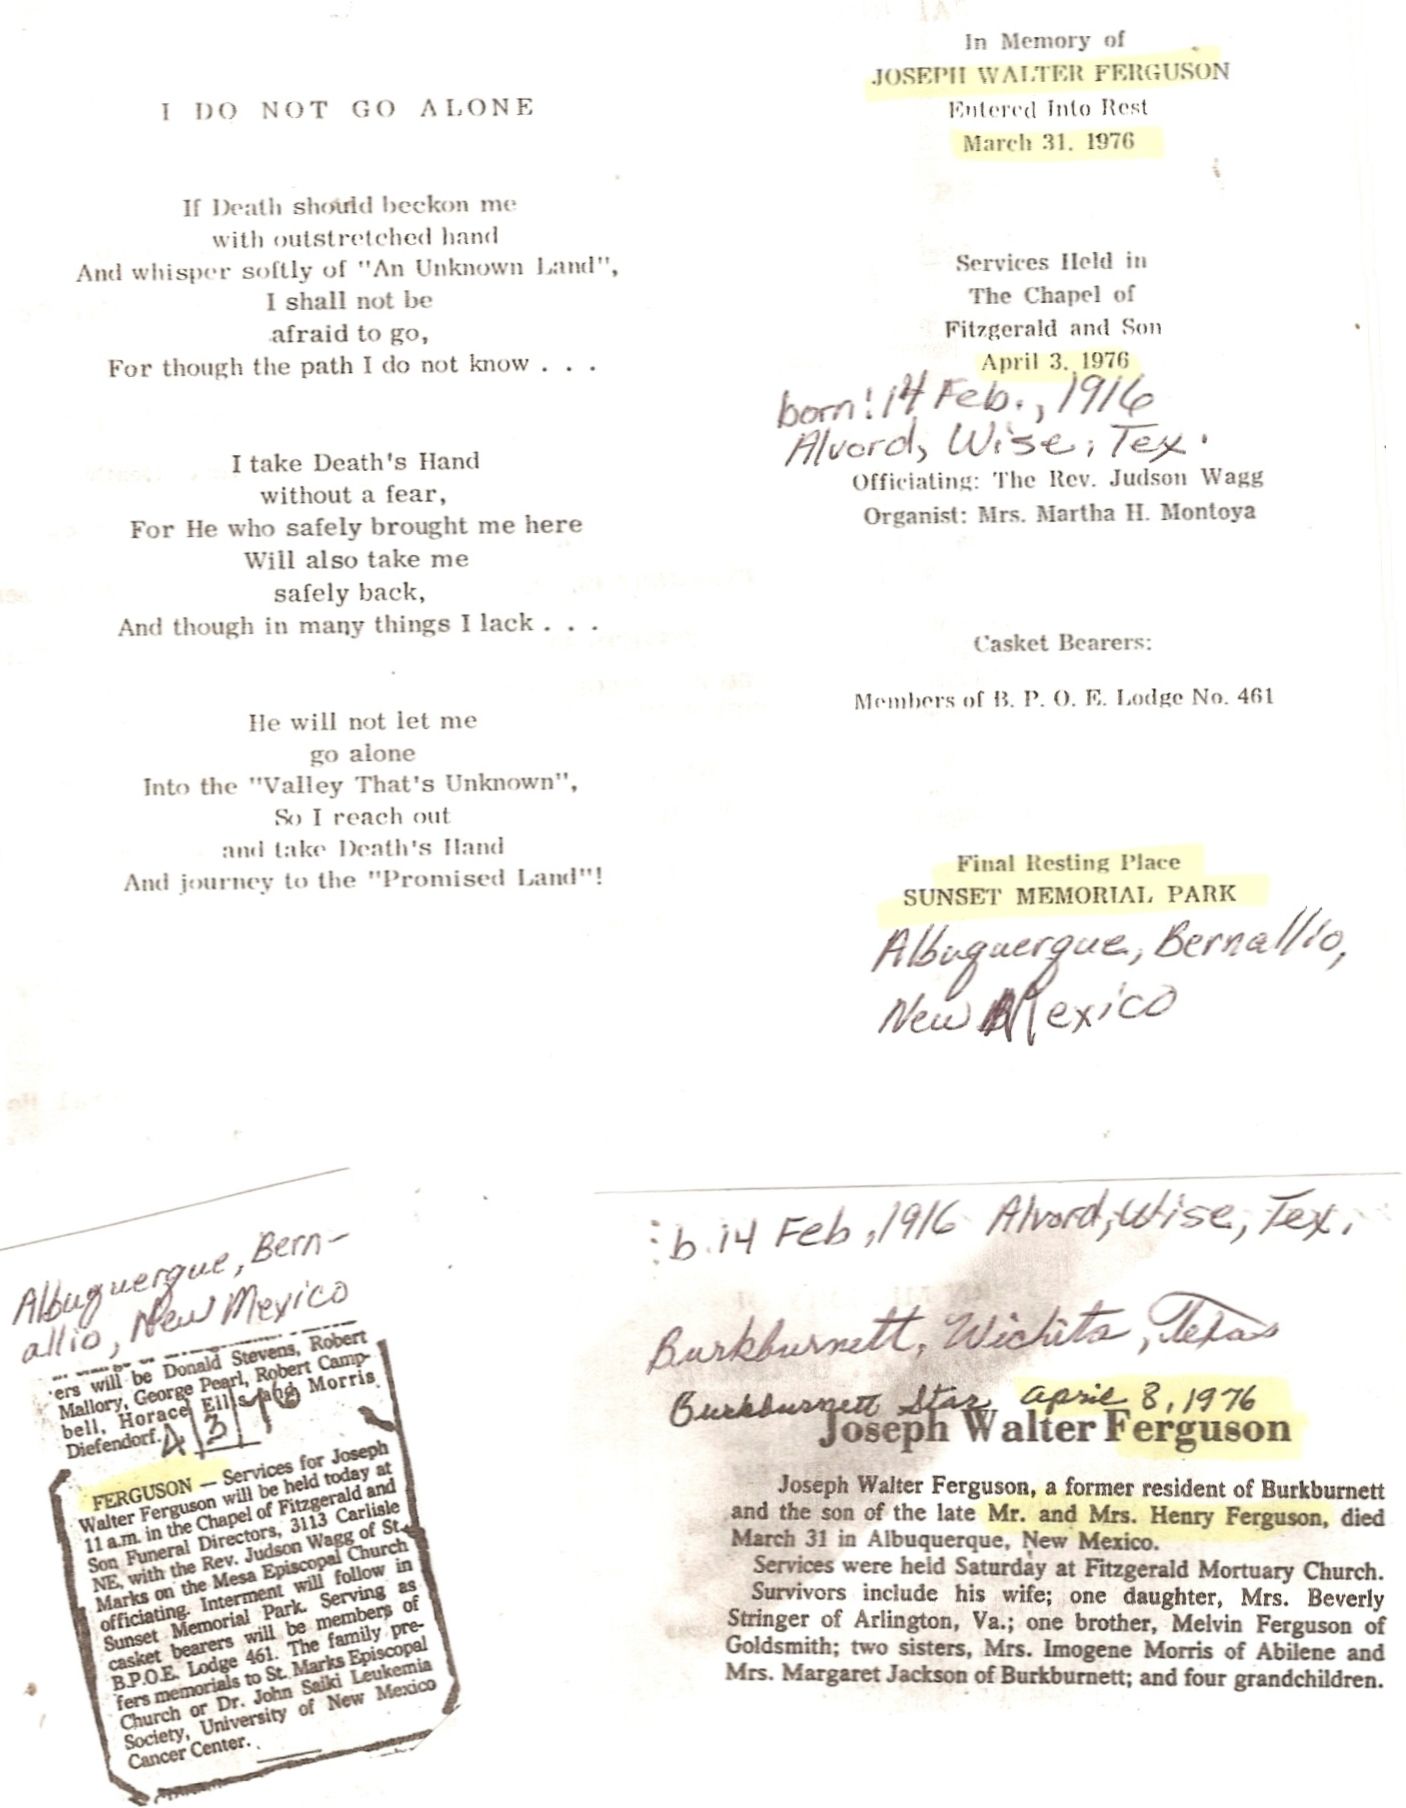 I DO NOT GO ALONE
If Death should beckon me
with outstretched hand
And whisper softly of "An Unknown Land",
I shall not be
afraid to go,
For though the path I do not know . . .
I take Death's Hand
without a fear,
For He who safely brought me here
Will also take me
safely back,
And though in many things I lack . . .
He will not let me
go alone
Into the "Valley That's Unknown",
So I reach out
and take Death's Hand
And journey to the "Promised Land"!
In Memory of
JOSEPH WALTER FERGUSON
Entered Into Rest
March 31, 1976
Services Held in
The Chapel of
Fitzgerald and Son
April 3, 1976
born! 14 Feb., 1916
Alvord, Wise, Tex.
Officiating: The Rev. Judson Wagg
Organist: Mrs. Martha H. Montoya
Casket Bearers:
Members of B. P. O. E. Lodge No. 461
Final Resting Place
SUNSET MEMORIAL PARK
Albuquerque, Bernallio,
New Mexico
Albuquerque, Bern-
allio, New Mexico
ers will be Donald Stevens, Robert
Mallory, George Pearl, Robert Camp-
bell, Horace Ellis and Morris
Diefendorf. 4/3/76
FERGUSON — Services for Joseph
Walter Ferguson will be held today at
11 a.m. in the Chapel of Fitzgerald and
Son Funeral Directors, 3113 Carlisle
NE, with the Rev. Judson Wagg of St.
Marks on the Mesa Episcopal Church
officiating. Interment will follow in
Sunset Memorial Park. Serving as
casket bearers will be members of
B.P.O.E. Lodge 461. The family pre-
fers memorials to St. Marks Episcopal
Church or Dr. John Saiki Leukemia
Society, University of New Mexico
Cancer Center.
b. 14 Feb, 1916 Alvord, Wise, Tex.
Burkburnett, Wichita, Texas
Burkburnett Star April 8, 1976
Joseph Walter Ferguson
Joseph Walter Ferguson, a former resident of Burkburnett
and the son of the late Mr. and Mrs. Henry Ferguson, died
March 31 in Albuquerque, New Mexico.
Services were held Saturday at Fitzgerald Mortuary Church.
Survivors include his wife; one daughter, Mrs. Beverly
Stringer of Arlington, Va.; one brother, Melvin Ferguson of
Goldsmith; two sisters, Mrs. Imogene Morris of Abilene and
Mrs. Margaret Jackson of Burkburnett; and four grandchildren.